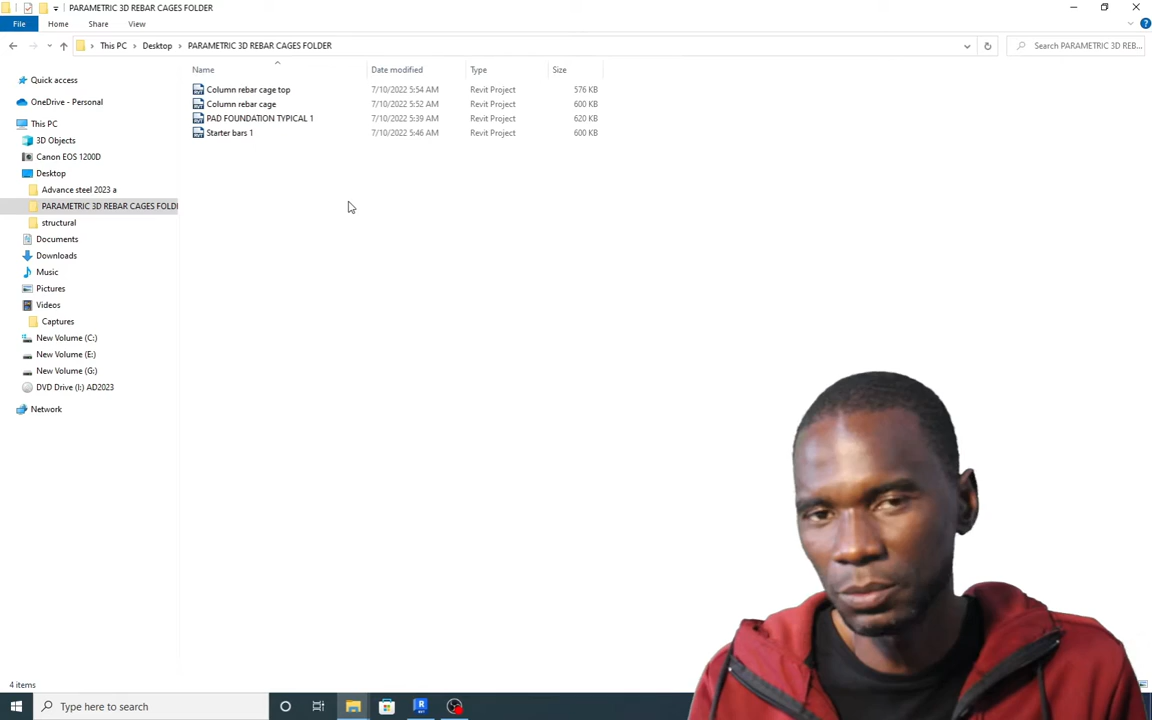 PARAMETRIC 3D REBAR CAGES FOLDER
File Home Share View
This PC Desktop PARAMETRIC 3D REBAR CAGES FOLDER Search PARAMETRIC 3D REB...
Name Date modified Type Size
Quick access
OneDrive - Personal
This PC
3D Objects
Canon EOS 1200D
Desktop
Advance steel 2023 a
PARAMETRIC 3D REBAR CAGES FOLD
structural
Documents
Downloads
Music
Pictures
Videos
Captures
New Volume (C:)
New Volume (E:)
New Volume (G:)
DVD Drive (I:) AD2023
Network
Column rebar cage top 7/10/2022 5:54 AM Revit Project 576 KB
Column rebar cage 7/10/2022 5:52 AM Revit Project 600 KB
PAD FOUNDATION TYPICAL 1 7/10/2022 5:39 AM Revit Project 620 KB
Starter bars 1 7/10/2022 5:46 AM Revit Project 600 KB
4 items
Type here to search